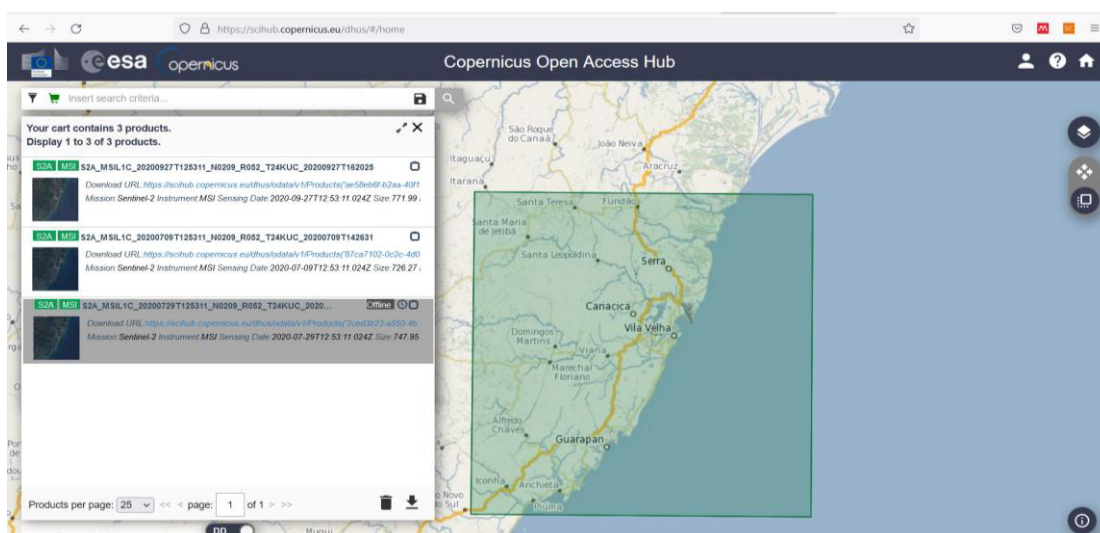 https://scihub.copernicus.eu/dhus/#/home
esa
opernicus
Copernicus Open Access Hub
Insert search criteria...
Your cart contains 3 products.
Display 1 to 3 of 3 products.
S2A MSI S2A_MSIL1C_20200927T125311_N0209_R052_T24KUC_20200927T162025
Download URL:https://scihub.copernicus.eu/dhus/odata/v1/Products('ae58eb6f-b2aa-40f1
Mission:Sentinel-2 Instrument:MSI Sensing Date:2020-09-27T12:53:11.024Z Size:771.99
S2A MSI S2A_MSIL1C_20200709T125311_N0209_R052_T24KUC_20200709T142631
Download URL:https://scihub.copernicus.eu/dhus/odata/v1/Products('87ca7102-0c2c-4d0
Mission:Sentinel-2 Instrument:MSI Sensing Date:2020-07-09T12:53:11.024Z Size:726.27
S2A MSI S2A_MSIL1C_20200729T125311_N0209_R052_T24KUC_2020... Offline
Download URL:https://scihub.copernicus.eu/dhus/odata/v1/Products('2ced3b23-a550-4b
Mission:Sentinel-2 Instrument:MSI Sensing Date:2020-07-29T12:53:11.024Z Size:747.95
Products per page: 25 << < page: 1 of 1 > >>
São Roque
do Canaã
João Neiva
Itaguaçu
Aracruz
Itarana
Santa Teresa
Fundão
Santa Maria
de Jetibá
Santa Leopoldina
Serra
Cariacica
Vila Velha
Domingos
Martins
Viana
Marechal
Floriano
Alfredo
Chaves
Guarapari
Iconha
Anchieta
o Novo
do Sul
Piúma
Muqui